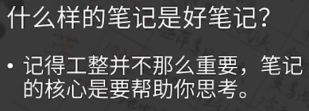 什么样的笔记是好笔记？
• 记得工整并不那么重要，笔记
的核心是要帮助你思考。